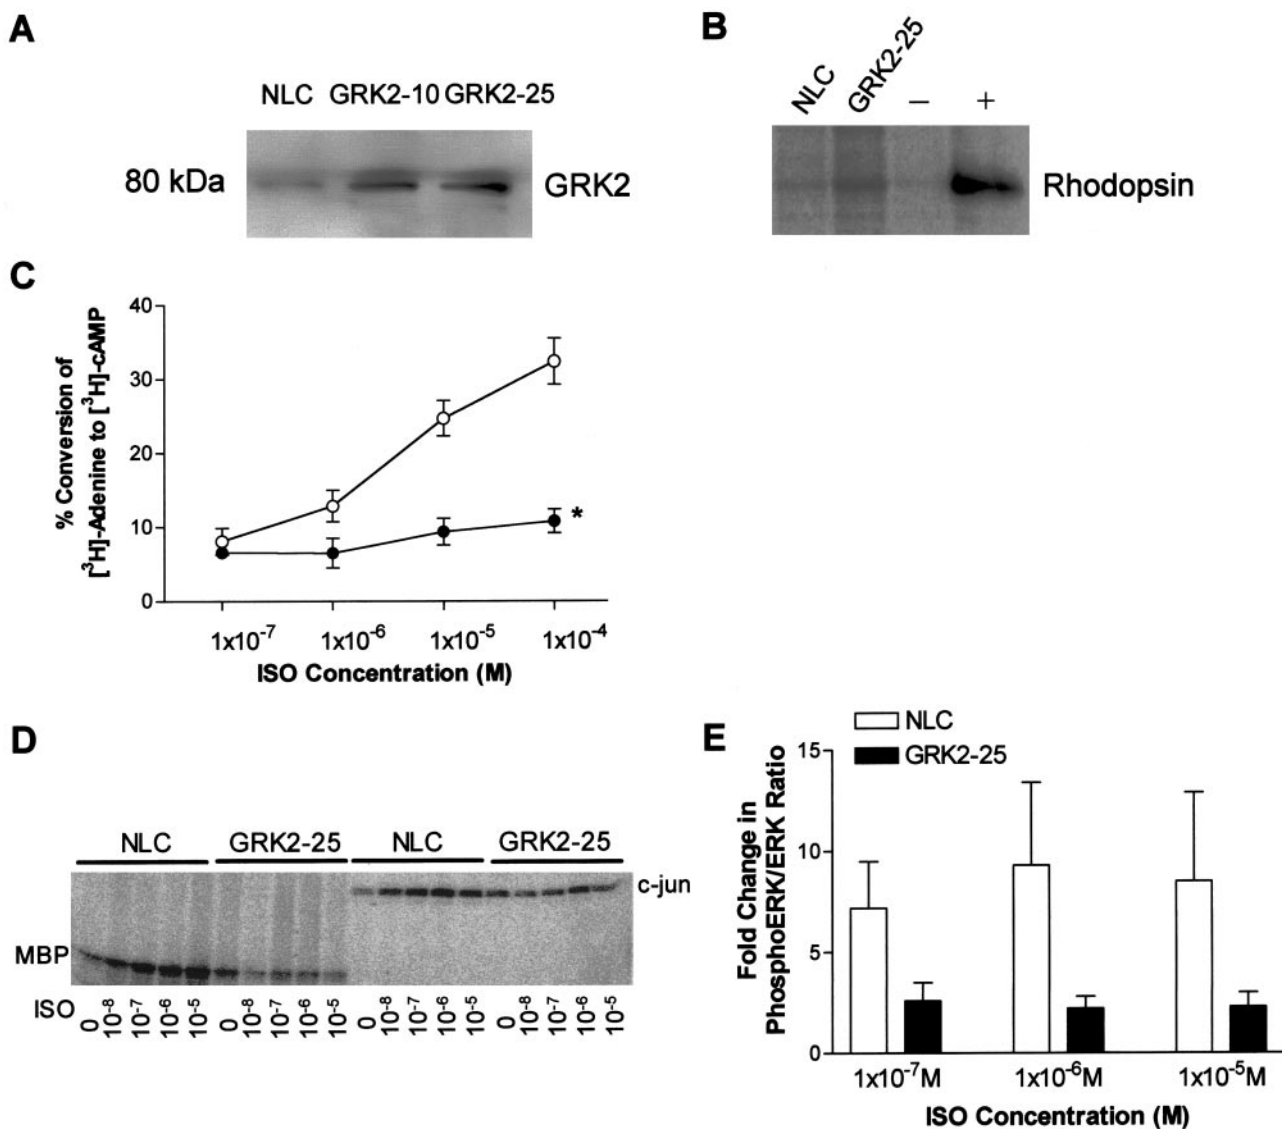 A
NLC GRK2-10 GRK2-25
80 kDa
GRK2
B
NLC GRK2-25 – +
Rhodopsin
C
% Conversion of
[³H]-Adenine to [³H]-cAMP
40
30
20
10
0
*
1x10⁻⁷ 1x10⁻⁶ 1x10⁻⁵ 1x10⁻⁴
ISO Concentration (M)
D
NLC GRK2-25 NLC GRK2-25
c-jun
MBP
ISO 0 10⁻⁸ 10⁻⁷ 10⁻⁶ 10⁻⁵ 0 10⁻⁸ 10⁻⁷ 10⁻⁶ 10⁻⁵ 0 10⁻⁸ 10⁻⁷ 10⁻⁶ 10⁻⁵ 0 10⁻⁸ 10⁻⁷ 10⁻⁶ 10⁻⁵
E
NLC
GRK2-25
Fold Change in
PhosphoERK/ERK Ratio
15
10
5
0
1x10⁻⁷M 1x10⁻⁶M 1x10⁻⁵M
ISO Concentration (M)